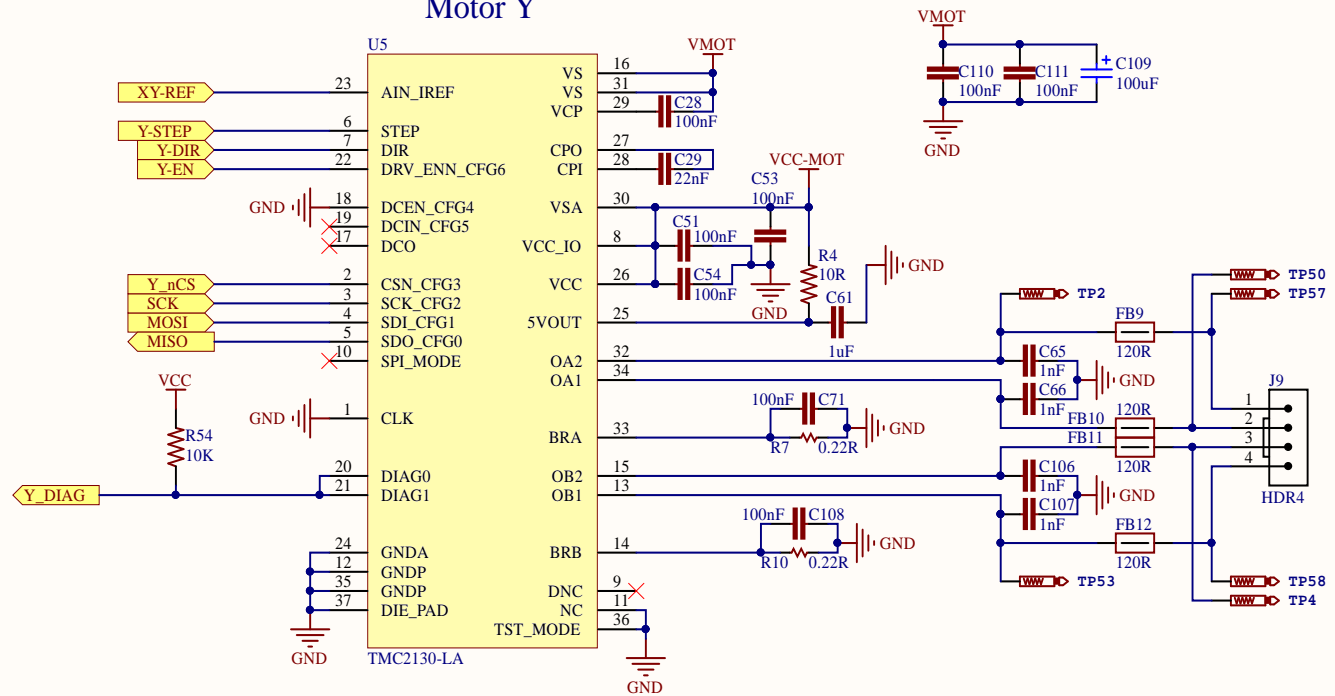 Motor Y
U5
VMOT
VMOT
C110
100nF
C111
100nF
+
C109
100uF
GND
XY-REF
23
AIN_IREF
Y-STEP
6
STEP
Y-DIR
7
DIR
Y-EN
22
DRV_ENN_CFG6
GND
18
DCEN_CFG4
19
DCIN_CFG5
17
DCO
Y_nCS
2
CSN_CFG3
SCK
3
SCK_CFG2
MOSI
4
SDI_CFG1
MISO
5
SDO_CFG0
10
SPI_MODE
VCC
R54
10K
GND
1
CLK
20
DIAG0
Y_DIAG
21
DIAG1
24
GNDA
12
GNDP
35
GNDP
37
DIE_PAD
GND
TMC2130-LA
VS
16
VS
31
VCP
29
C28
100nF
CPO
27
CPI
28
C29
22nF
VCC-MOT
C53
100nF
VSA
30
C51
100nF
VCC_IO
8
C54
100nF
VCC
26
GND
R4
10R
GND
5VOUT
25
C61
1uF
OA2
32
OA1
34
TP2
TP50
TP57
FB9
120R
C65
1nF
C66
1nF
GND
FB10
120R
FB11
120R
J9
1
2
3
4
HDR4
BRA
33
100nF
C71
R7
0.22R
GND
OB2
15
OB1
13
C106
1nF
C107
1nF
GND
FB12
120R
BRB
14
100nF
C108
R10
0.22R
GND
TP53
TP58
TP4
DNC
9
NC
11
TST_MODE
36
GND